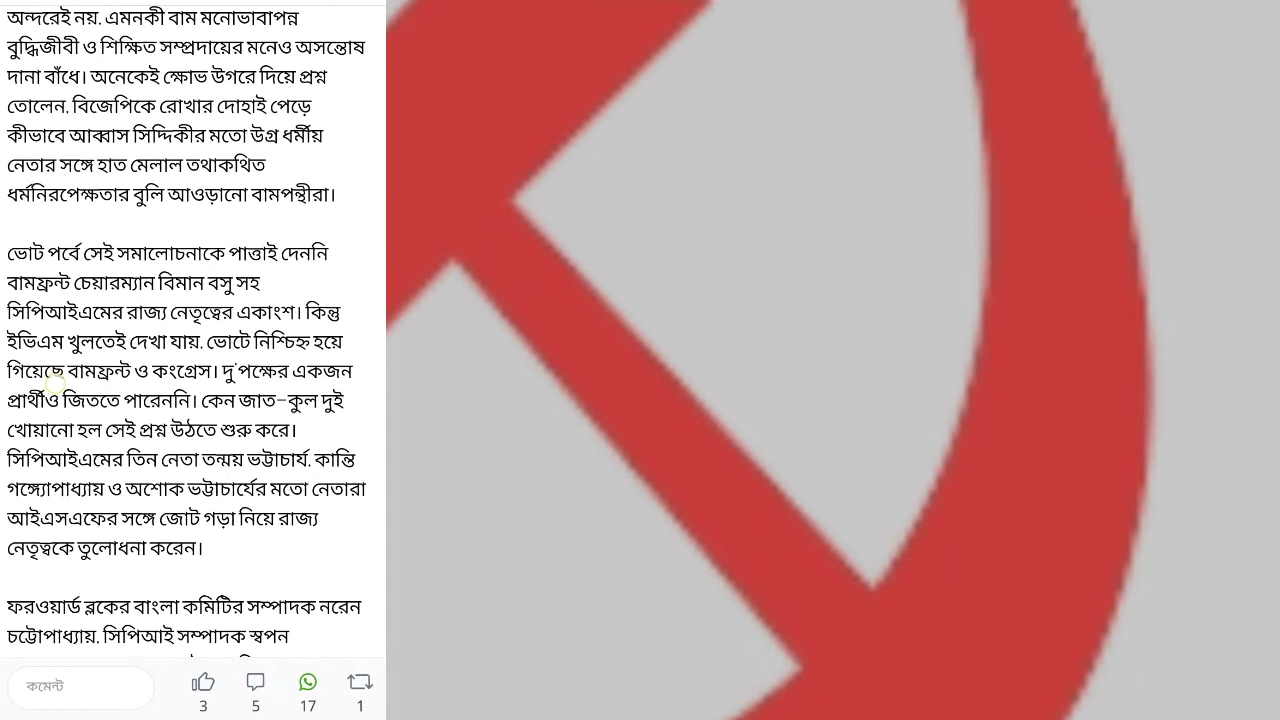 অন্দরেই নয়, এমনকী বাম মনোভাবাপন্ন
বুদ্ধিজীবী ও শিক্ষিত সম্প্রদায়ের মনেও অসন্তোষ
দানা বাঁধে। অনেকেই ক্ষোভ উগরে দিয়ে প্রশ্ন
তোলেন, বিজেপিকে রোখার দোহাই পেড়ে
কীভাবে আব্বাস সিদ্দিকীর মতো উগ্র ধর্মীয়
নেতার সঙ্গে হাত মেলাল তথাকথিত
ধর্মনিরপেক্ষতার বুলি আওড়ানো বামপন্থীরা।
ভোট পর্বে সেই সমালোচনাকে পাত্তাই দেননি
বামফ্রন্ট চেয়ারম্যান বিমান বসু সহ
সিপিআইএমের রাজ্য নেতৃত্বের একাংশ। কিন্তু
ইভিএম খুলতেই দেখা যায়, ভোটে নিশ্চিহ্ন হয়ে
গিয়েছে বামফ্রন্ট ও কংগ্রেস। দু'পক্ষের একজন
প্রার্থীও জিততে পারেননি। কেন জাত-কুল দুই
খোয়ানো হল সেই প্রশ্ন উঠতে শুরু করে।
সিপিআইএমের তিন নেতা তন্ময় ভট্টাচার্য, কান্তি
গঙ্গ্যোপাধ্যায় ও অশোক ভট্টাচার্যের মতো নেতারা
আইএসএফের সঙ্গে জোট গড়া নিয়ে রাজ্য
নেতৃত্বকে তুলোধনা করেন।
ফরওয়ার্ড ব্লকের বাংলা কমিটির সম্পাদক নরেন
চট্টোপাধ্যায়, সিপিআই সম্পাদক স্বপন
কমেন্ট
3 5 17 1